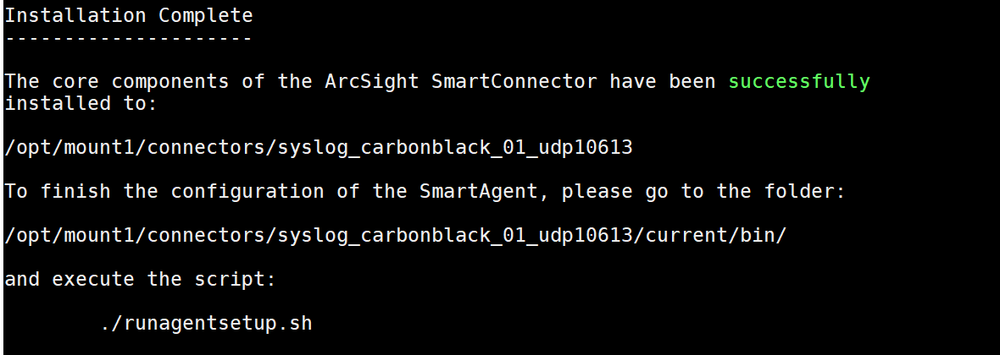 Installation Complete
---------------------
The core components of the ArcSight SmartConnector have been successfully
installed to:
/opt/mount1/connectors/syslog_carbonblack_01_udp10613
To finish the configuration of the SmartAgent, please go to the folder:
/opt/mount1/connectors/syslog_carbonblack_01_udp10613/current/bin/
and execute the script:
./runagentsetup.sh